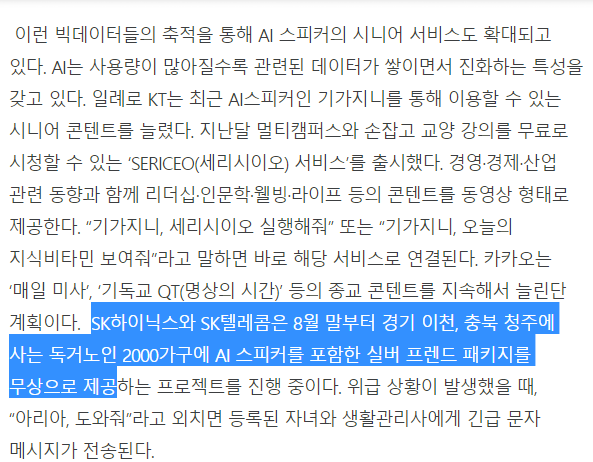 이런 빅데이터들의 축적을 통해 AI 스피커의 시니어 서비스도 확대되고
있다. AI는 사용량이 많아질수록 관련된 데이터가 쌓이면서 진화하는 특성을
갖고 있다. 일례로 KT는 최근 AI스피커인 기가지니를 통해 이용할 수 있는
시니어 콘텐트를 늘렸다. 지난달 멀티캠퍼스와 손잡고 교양 강의를 무료로
시청할 수 있는 ‘SERICEO(세리시이오) 서비스’를 출시했다. 경영·경제·산업
관련 동향과 함께 리더십·인문학·웰빙·라이프 등의 콘텐트를 동영상 형태로
제공한다. “기가지니, 세리시이오 실행해줘” 또는 “기가지니, 오늘의
지식비타민 보여줘”라고 말하면 바로 해당 서비스로 연결된다. 카카오는
‘매일 미사’, ‘기독교 QT(명상의 시간)’ 등의 종교 콘텐트를 지속해서 늘린단
계획이다. SK하이닉스와 SK텔레콤은 8월 말부터 경기 이천, 충북 청주에
사는 독거노인 2000가구에 AI 스피커를 포함한 실버 프렌드 패키지를
무상으로 제공하는 프로젝트를 진행 중이다. 위급 상황이 발생했을 때,
“아리아, 도와줘”라고 외치면 등록된 자녀와 생활관리사에게 긴급 문자
메시지가 전송된다.